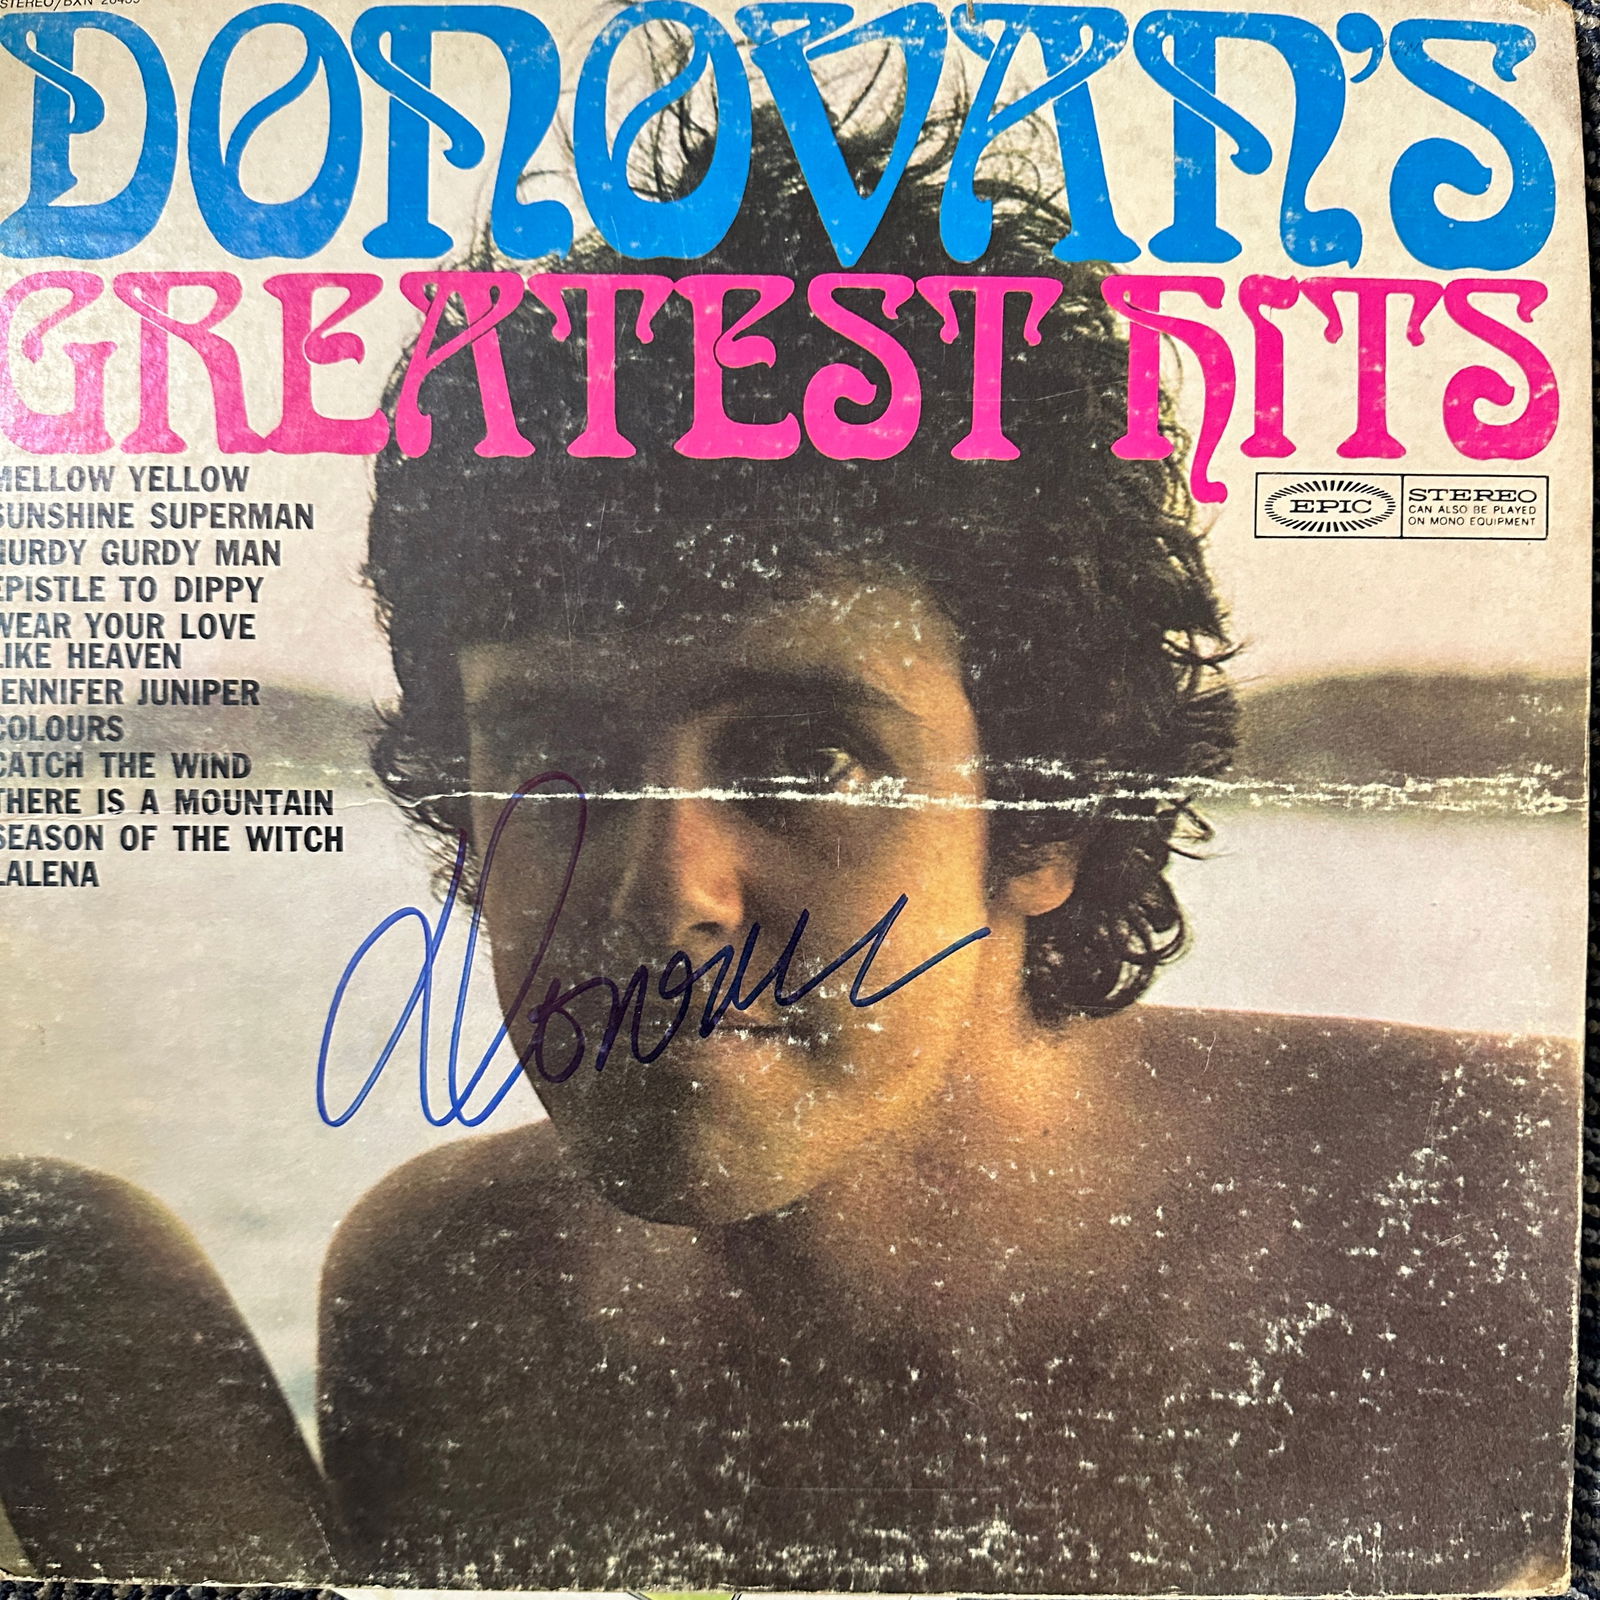 STEREO/BXN 26439
DONOVAN'S
GREATEST HITS
MELLOW YELLOW
SUNSHINE SUPERMAN
HURDY GURDY MAN
EPISTLE TO DIPPY
WEAR YOUR LOVE
LIKE HEAVEN
JENNIFER JUNIPER
COLOURS
CATCH THE WIND
THERE IS A MOUNTAIN
SEASON OF THE WITCH
LALENA
EPIC
STEREO
CAN ALSO BE PLAYED
ON MONO EQUIPMENT
Donovan